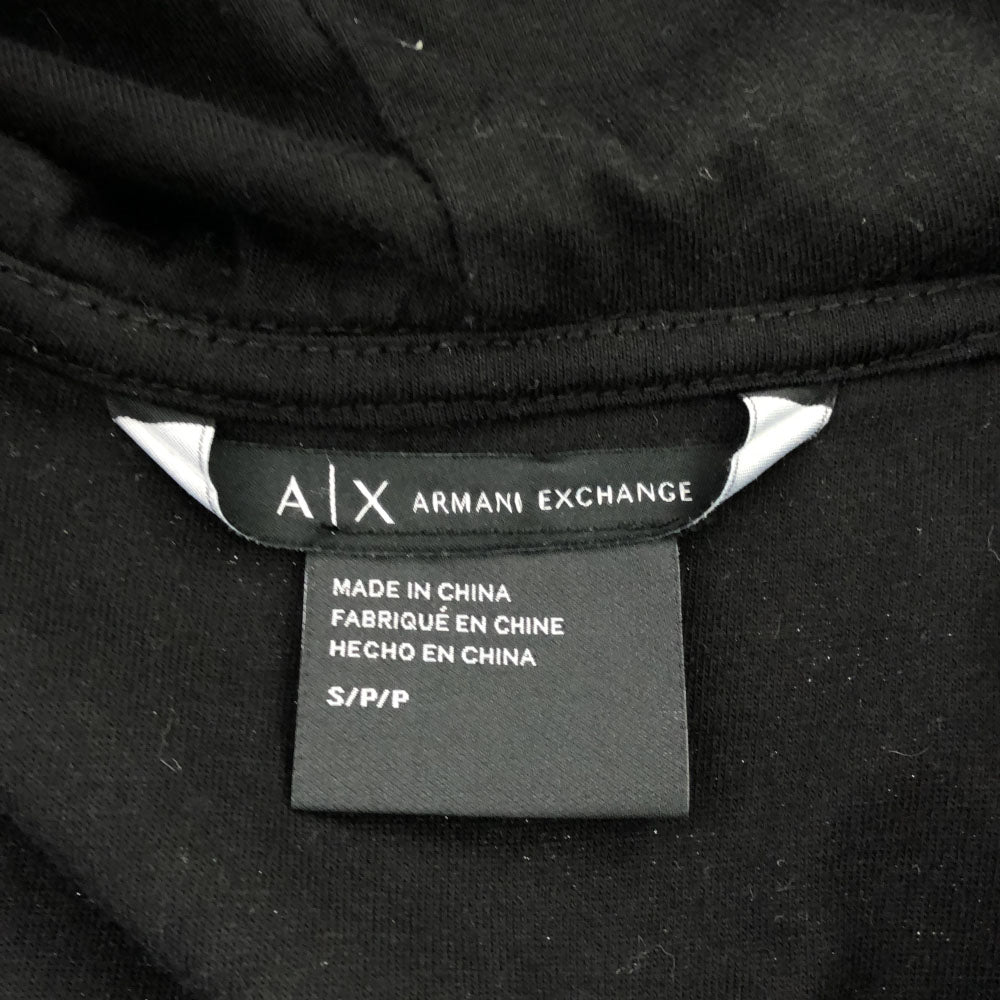 A|X ARMANI EXCHANGE
MADE IN CHINA
FABRIQUÉ EN CHINE
HECHO EN CHINA
S/P/P